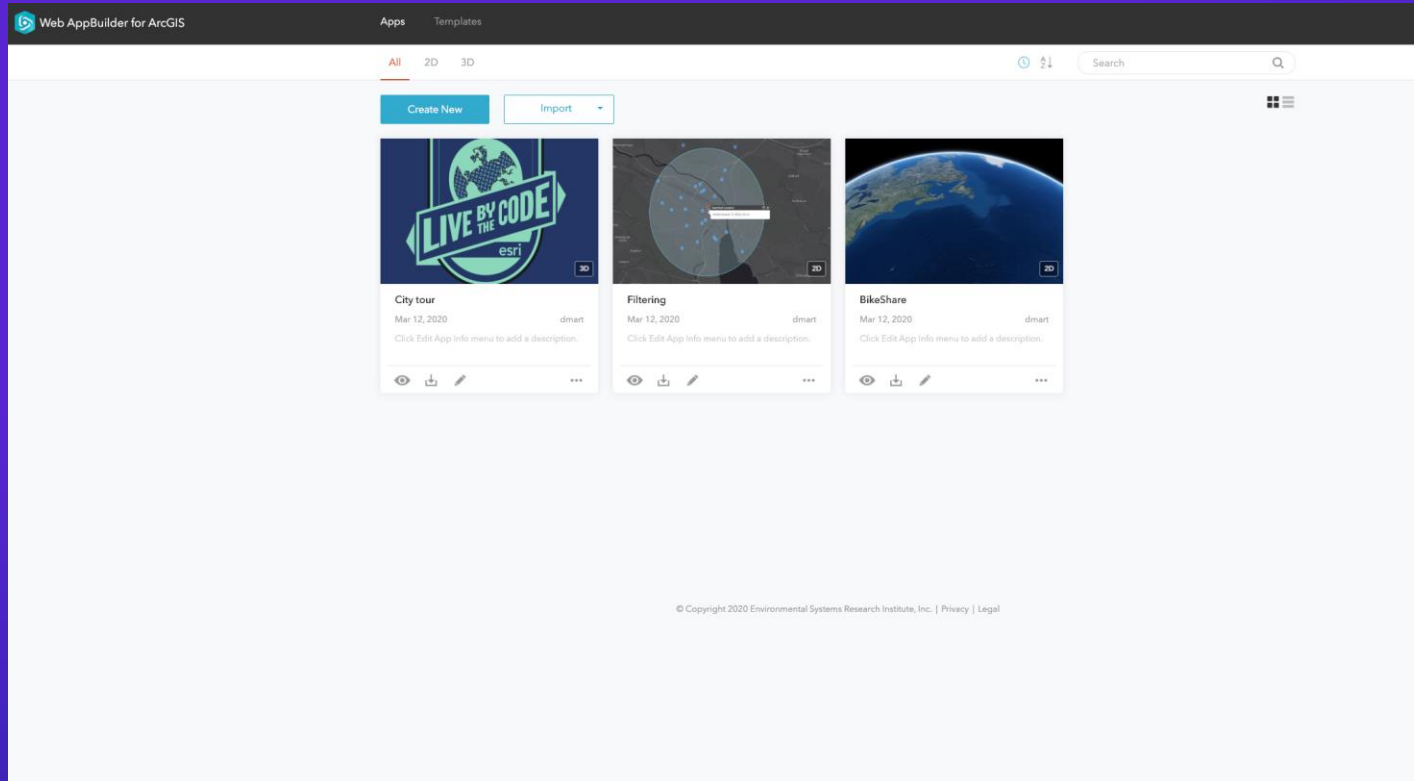 Web AppBuilder for ArcGIS
Apps Templates
All 2D 3D
Search
Create New Import
LIVE BY THE CODE
esri
3D
2D
2D
City tour
Mar 12, 2020 dmart
Click Edit App Info menu to add a description.
Filtering
Mar 12, 2020 dmart
Click Edit App Info menu to add a description.
BikeShare
Mar 12, 2020 dmart
Click Edit App Info menu to add a description.
© Copyright 2020 Environmental Systems Research Institute, Inc. | Privacy | Legal